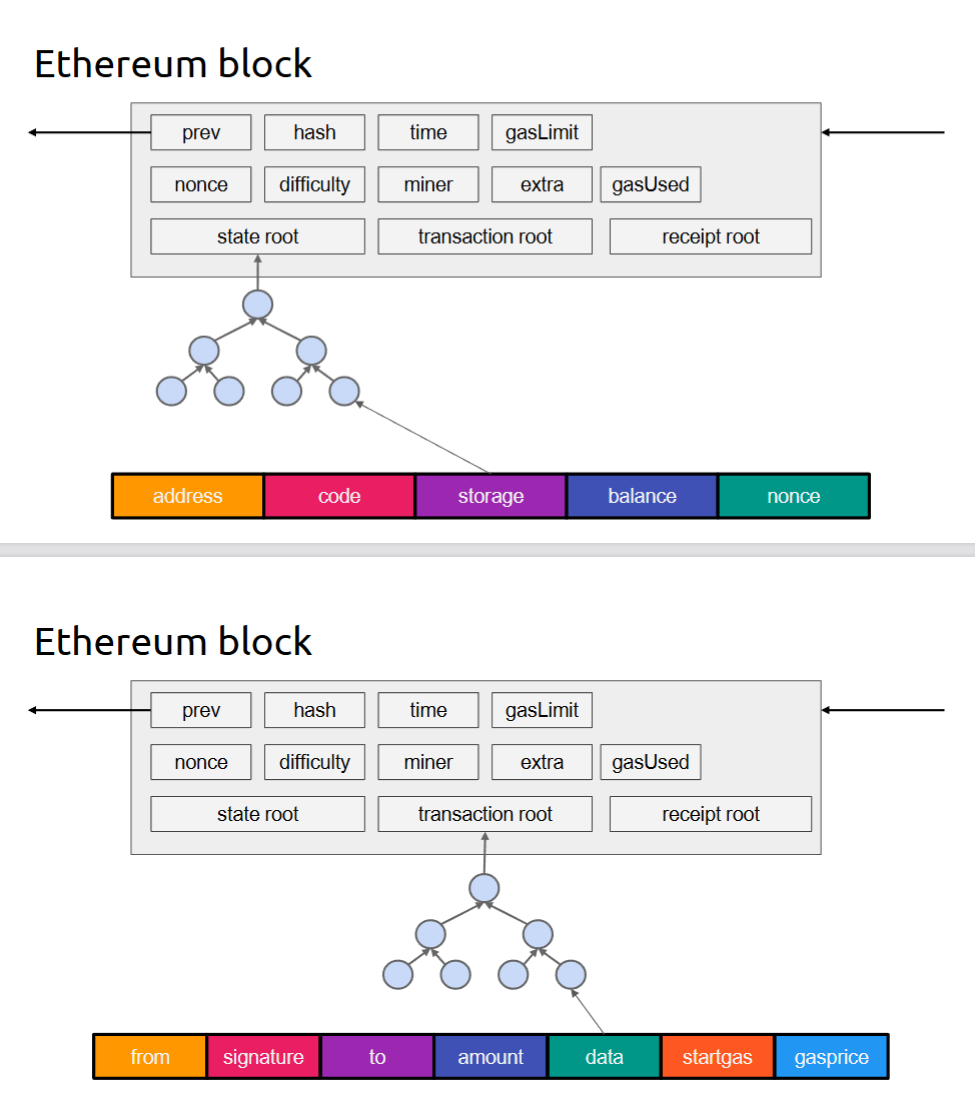 Ethereum block
prev hash time gasLimit
nonce difficulty miner extra gasUsed
state root transaction root receipt root
address code storage balance nonce
Ethereum block
prev hash time gasLimit
nonce difficulty miner extra gasUsed
state root transaction root receipt root
from signature to amount data startgas gasprice